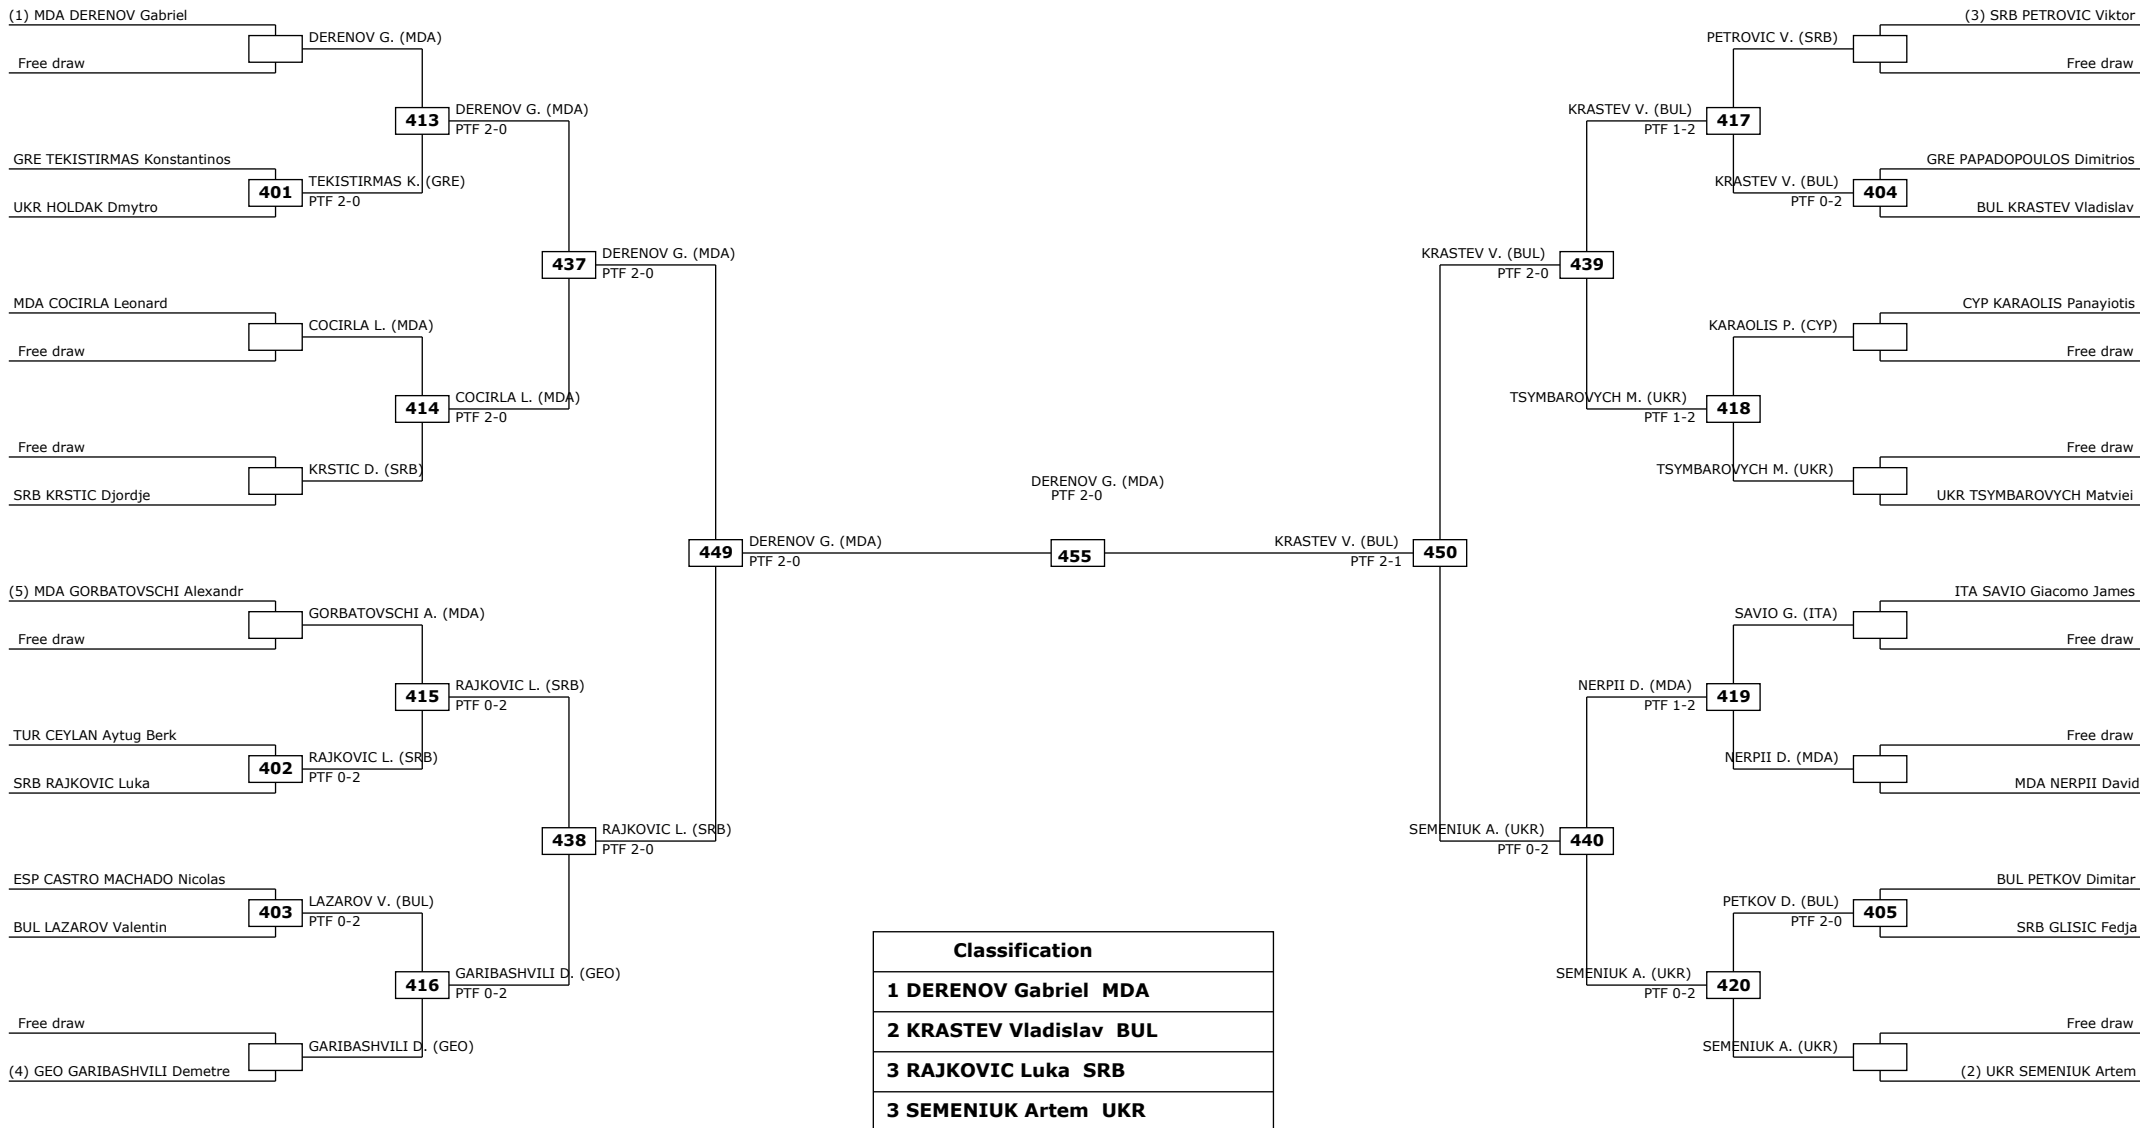 (1) MDA DERENOV Gabriel
DERENOV G. (MDA)
Free draw
413
DERENOV G. (MDA)
PTF 2-0
GRE TEKISTIRMAS Konstantinos
401
TEKISTIRMAS K. (GRE)
PTF 2-0
UKR HOLDAK Dmytro
437
DERENOV G. (MDA)
PTF 2-0
MDA COCIRLA Leonard
COCIRLA L. (MDA)
Free draw
414
COCIRLA L. (MDA)
PTF 2-0
Free draw
KRSTIC D. (SRB)
SRB KRSTIC Djordje
449
DERENOV G. (MDA)
PTF 2-0
(5) MDA GORBATOVSCHI Alexandr
GORBATOVSCHI A. (MDA)
Free draw
415
RAJKOVIC L. (SRB)
PTF 0-2
TUR CEYLAN Aytug Berk
402
RAJKOVIC L. (SRB)
PTF 0-2
SRB RAJKOVIC Luka
438
RAJKOVIC L. (SRB)
PTF 2-0
ESP CASTRO MACHADO Nicolas
403
LAZAROV V. (BUL)
PTF 0-2
BUL LAZAROV Valentin
416
GARIBASHVILI D. (GEO)
PTF 0-2
Free draw
GARIBASHVILI D. (GEO)
(4) GEO GARIBASHVILI Demetre
DERENOV G. (MDA)
PTF 2-0
455
(3) SRB PETROVIC Viktor
PETROVIC V. (SRB)
Free draw
KRASTEV V. (BUL)
PTF 1-2
417
GRE PAPADOPOULOS Dimitrios
KRASTEV V. (BUL)
PTF 0-2
404
BUL KRASTEV Vladislav
KRASTEV V. (BUL)
PTF 2-0
439
CYP KARAOLIS Panayiotis
KARAOLIS P. (CYP)
Free draw
TSYMBAROVYCH M. (UKR)
PTF 1-2
418
Free draw
TSYMBAROVYCH M. (UKR)
UKR TSYMBAROVYCH Matviei
KRASTEV V. (BUL)
PTF 2-1
450
ITA SAVIO Giacomo James
SAVIO G. (ITA)
Free draw
NERPII D. (MDA)
PTF 1-2
419
Free draw
NERPII D. (MDA)
MDA NERPII David
SEMENIUK A. (UKR)
PTF 0-2
440
BUL PETKOV Dimitar
PETKOV D. (BUL)
PTF 2-0
405
SRB GLISIC Fedja
SEMENIUK A. (UKR)
PTF 0-2
420
Free draw
SEMENIUK A. (UKR)
(2) UKR SEMENIUK Artem
Classification
1 DERENOV Gabriel MDA
2 KRASTEV Vladislav BUL
3 RAJKOVIC Luka SRB
3 SEMENIUK Artem UKR